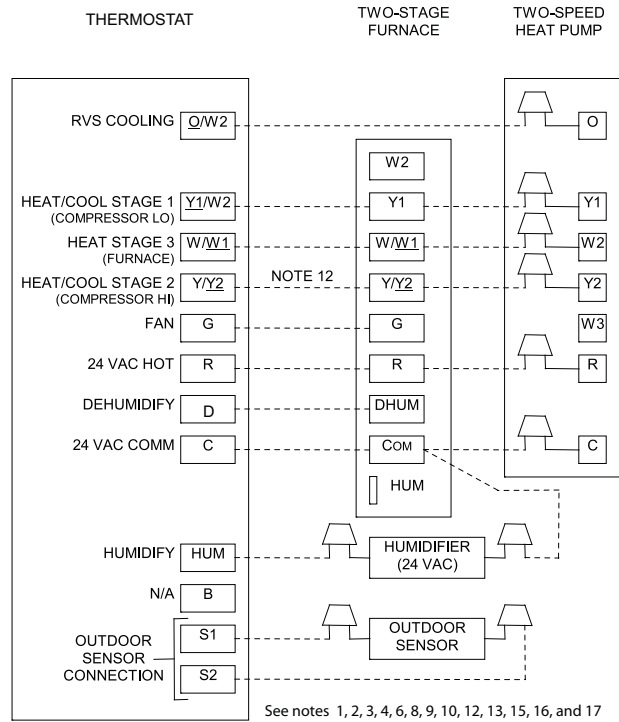 THERMOSTAT
TWO-STAGE
FURNACE
TWO-SPEED
HEAT PUMP
RVS COOLING O/W2 O
W2
HEAT/COOL STAGE 1 Y1/W2 Y1 Y1
(COMPRESSOR LO)
HEAT STAGE 3 W/W1 W/W1 W2
(FURNACE)
HEAT/COOL STAGE 2 Y/Y2 NOTE 12 Y/Y2 Y2
(COMPRESSOR HI)
FAN G G W3
24 VAC HOT R R R
DEHUMIDIFY D DHUM
24 VAC COMM C COM C
HUM
HUMIDIFY HUM HUMIDIFIER
(24 VAC)
N/A B
OUTDOOR
SENSOR
CONNECTION
S1
S2
OUTDOOR
SENSOR
See notes 1, 2, 3, 4, 6, 8, 9, 10, 12, 13, 15, 16, and 17